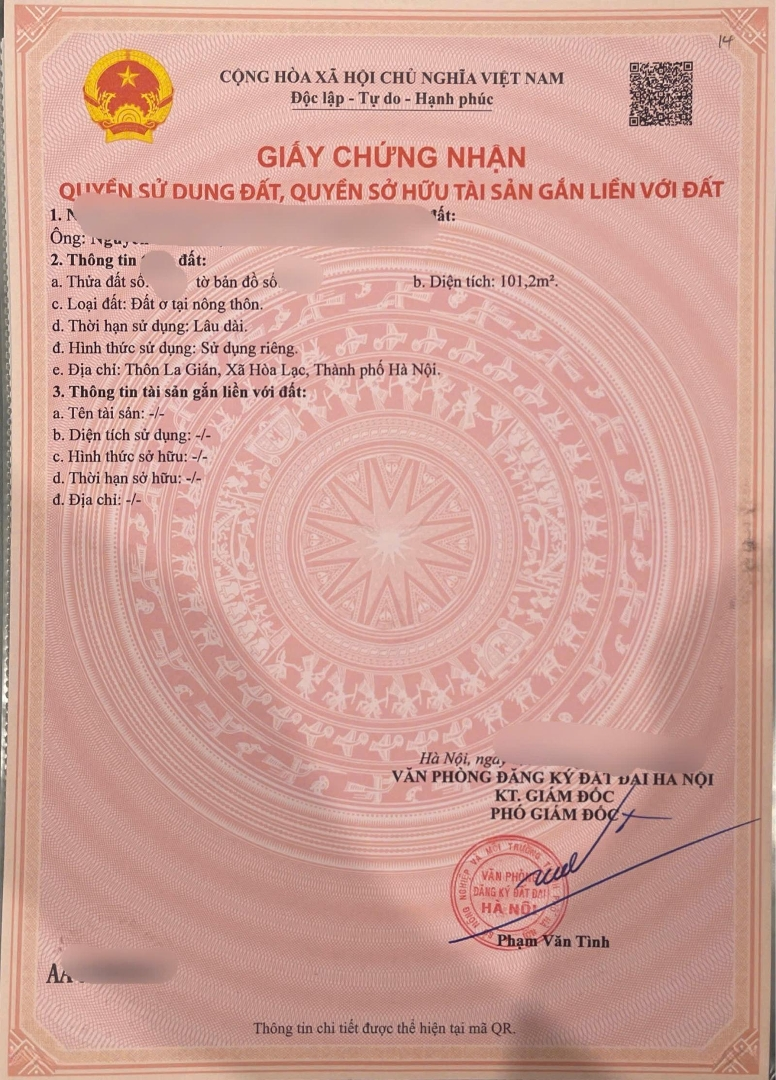 14
CỘNG HÒA XÃ HỘI CHỦ NGHĨA VIỆT NAM
Độc lập - Tự do - Hạnh phúc
GIẤY CHỨNG NHẬN
QUYỀN SỬ DỤNG ĐẤT, QUYỀN SỞ HỮU TÀI SẢN GẮN LIỀN VỚI ĐẤT
1. đất:
Ông:
2. Thông tin đất:
a. Thửa đất số: tờ bản đồ số b. Diện tích: 101,2m².
c. Loại đất: Đất ở tại nông thôn.
d. Thời hạn sử dụng: Lâu dài.
đ. Hình thức sử dụng: Sử dụng riêng.
e. Địa chỉ: Thôn La Gián, Xã Hòa Lạc, Thành phố Hà Nội.
3. Thông tin tài sản gắn liền với đất:
a. Tên tài sản: -/-
b. Diện tích sử dụng: -/-
c. Hình thức sở hữu: -/-
d. Thời hạn sở hữu: -/-
đ. Địa chỉ: -/-
Hà Nội,
VĂN PHÒNG ĐĂNG KÝ ĐẤT ĐAI HÀ NỘI
KT. GIÁM ĐỐC
PHÓ GIÁM ĐỐC
VĂN PHÒNG
ĐĂNG KÝ ĐẤT ĐAI
HÀ NỘI
Phạm Văn Tình
AA
Thông tin chi tiết được thể hiện tại mã QR.